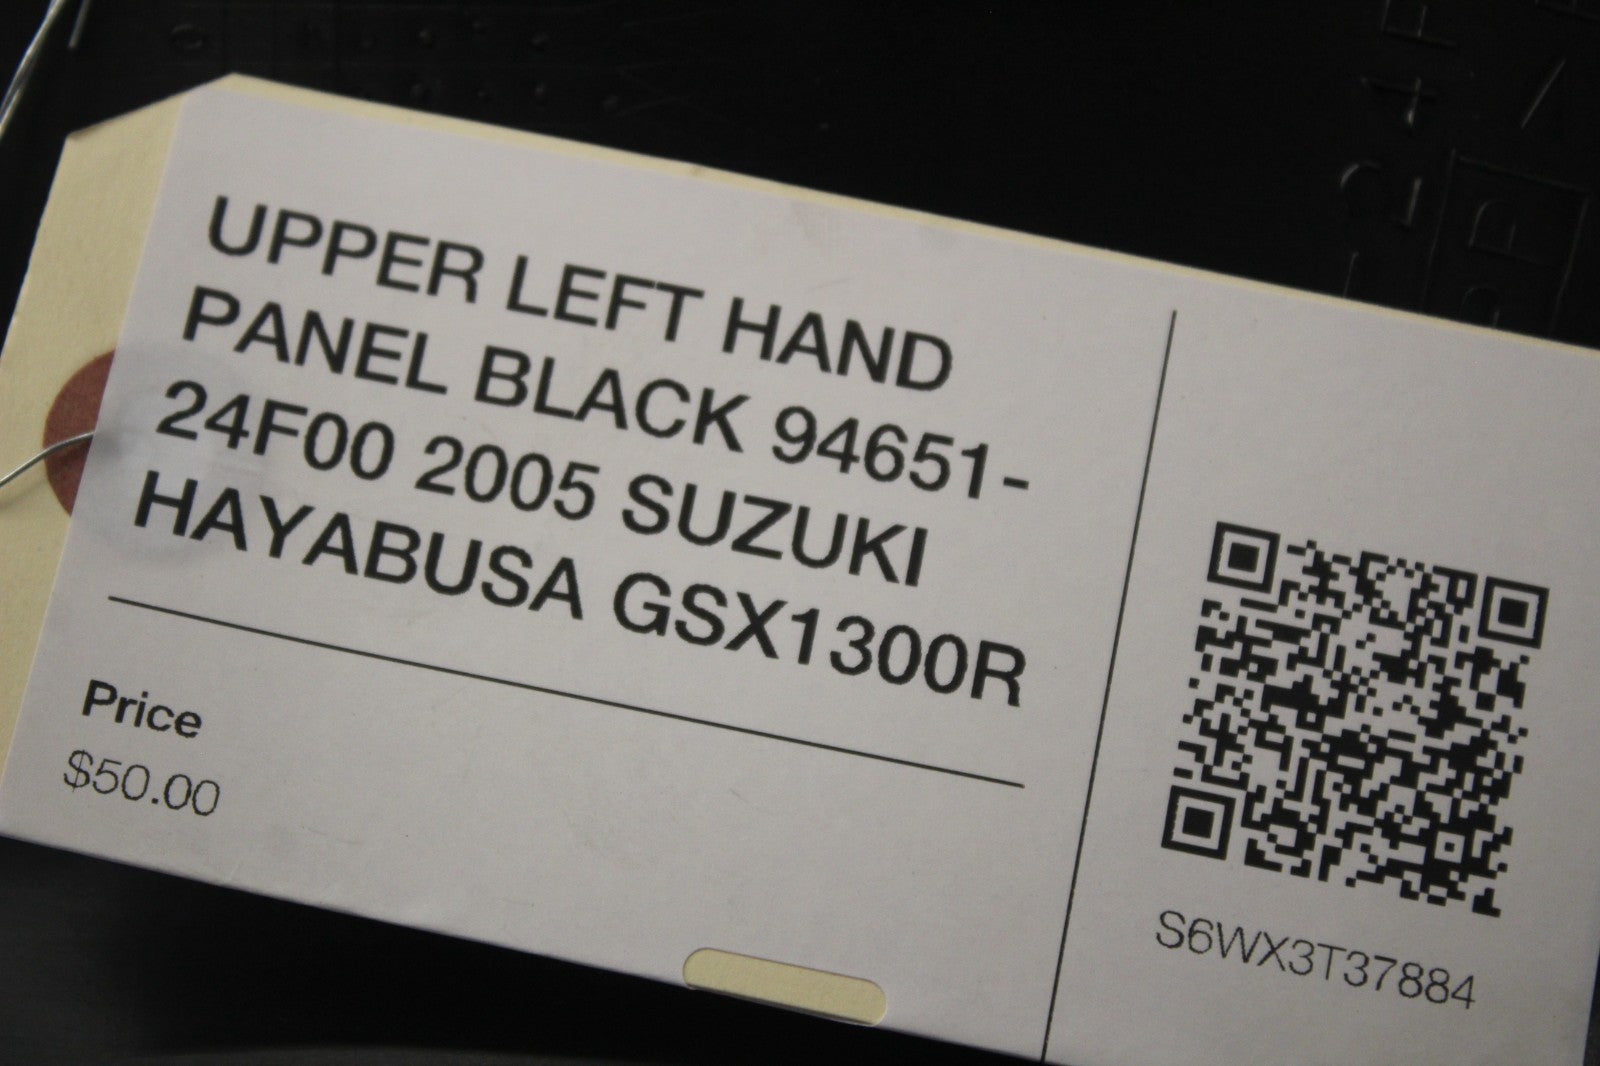 UPPER LEFT HAND
PANEL BLACK 94651-
24F00 2005 SUZUKI
HAYABUSA GSX1300R
Price
$50.00
S6WX3T37884